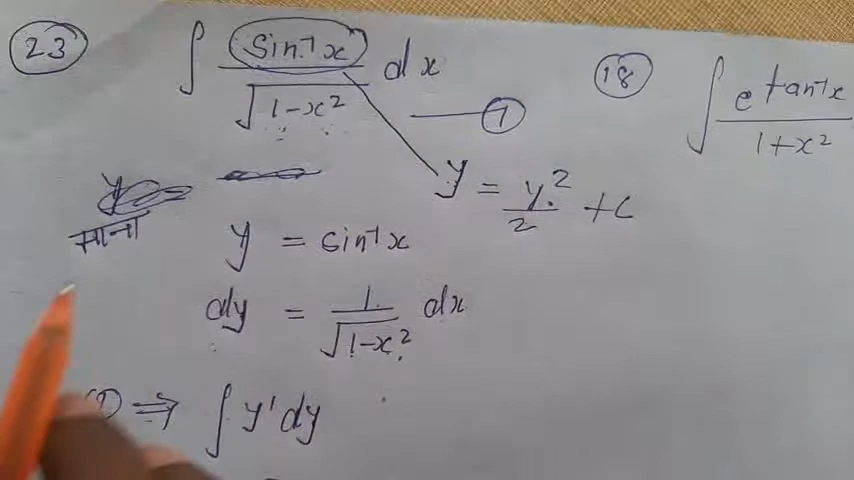 23 ∫ sin⁻¹x / √1-x² dx —— 1
y = y²/2 + c
माना
y = sin⁻¹x
dy = 1/√1-x² dx
⇒ ∫ y' dy
18 ∫ e tan⁻¹x / 1+x²